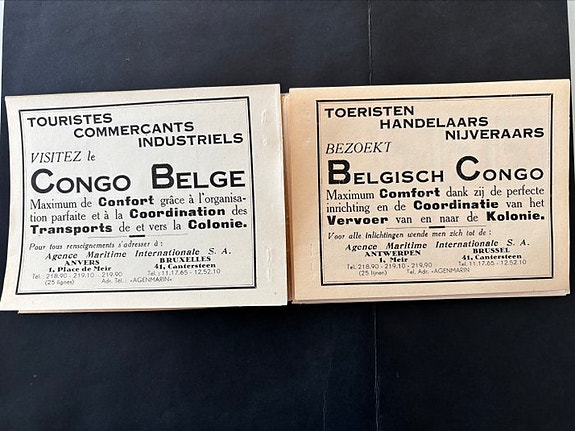 TOURISTES
COMMERCANTS
INDUSTRIELS
VISITEZ le
CONGO BELGE
Maximum de Confort grâce à l'organisa-
tion parfaite et à la Coordination des
Transports de et vers la Colonie.
Pour tous renseignements s'adresser à :
Agence Maritime Internationale S. A.
ANVERS BRUXELLES
1, Place de Meir 41, Cantersteen
Tél. 218.90 - 219.10 - 219.90 Tél. 11.17.65 - 12.52.10
(25 lignes) Adr. Tél. : «AGENMARIN»
TOERISTEN
HANDELAARS
NIJVERAARS
BEZOEKT
BELGISCH CONGO
Maximum Comfort dank zij de perfecte
inrichting en de Coordinatie van het
Vervoer van en naar de Kolonie.
Voor alle Inlichtingen wende men zich tot de :
Agence Maritime Internationale S. A.
ANTWERPEN BRUSSEL
1, Meir 41, Cantersteen
Tel. 218.90 - 219.10 - 219.90 Tel. 11.17.65 - 12.52.10
(25 lijnen) Tel. Adr. «AGENMARIN»